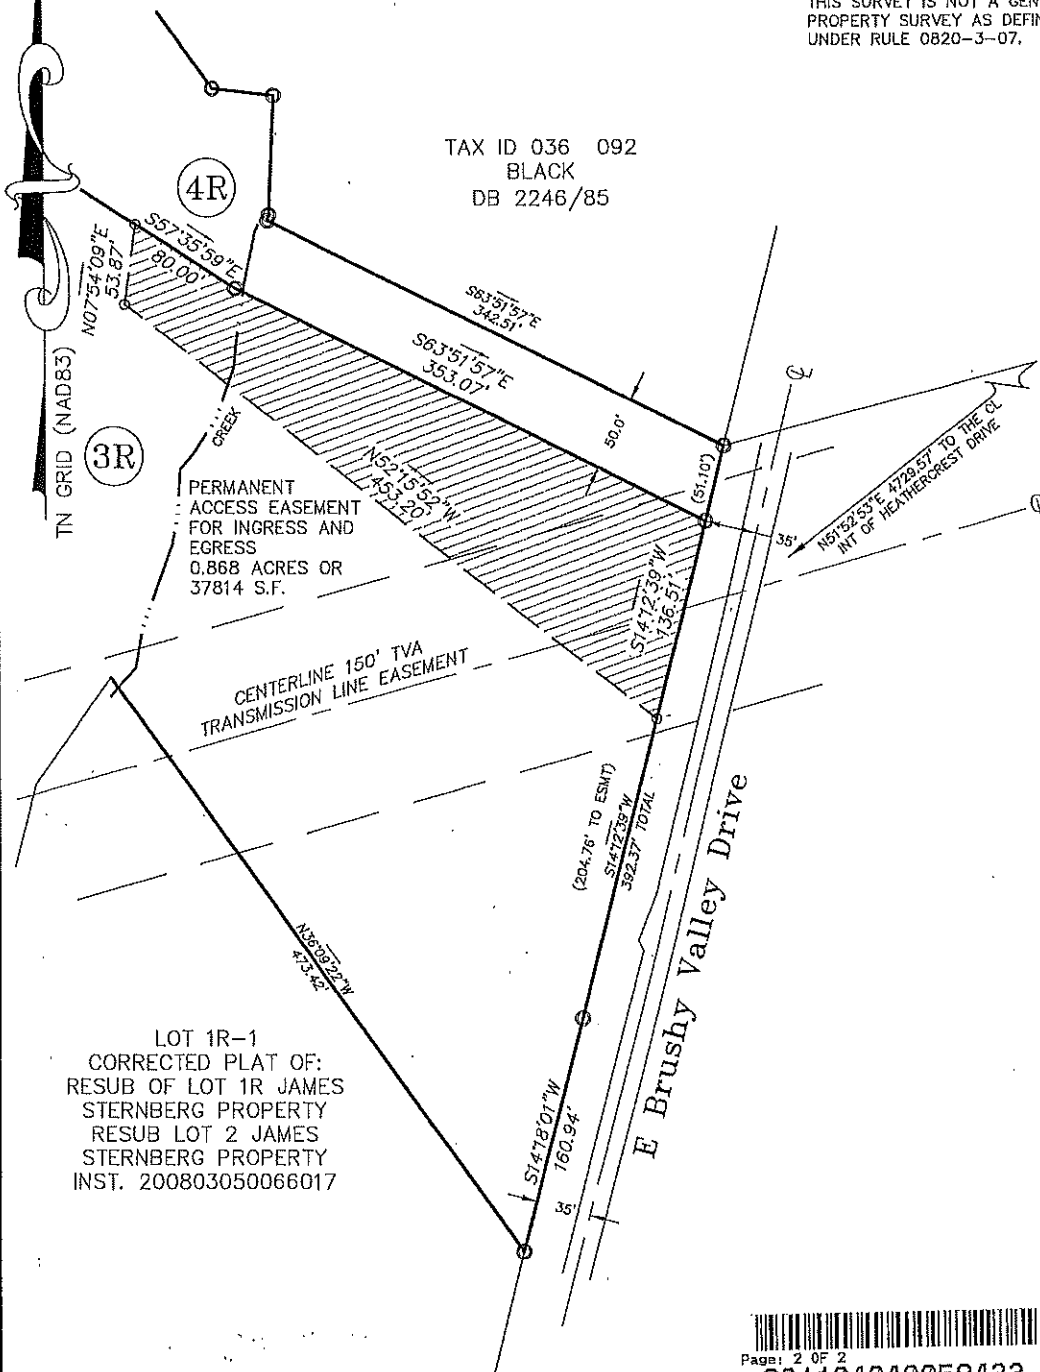 THIS SURVEY IS NOT A GEN
PROPERTY SURVEY AS DEFIN
UNDER RULE 0820-3-07,
TAX ID 036 092
BLACK
DB 2246/85
4R
S57°35'59"E
80.00'
N07°54'09"E
53.87'
S63°51'57"E
342.51'
S63°51'57"E
353.07'
50.0'
(51.10')
35'
N51°52'53"E 4729.57' TO THE CL
INT OF HEATHERCREST DRIVE
TN GRID (NAD83)
3R
CREEK
N52°15'52"W
453.20'
PERMANENT
ACCESS EASEMENT
FOR INGRESS AND
EGRESS
0.868 ACRES OR
37814 S.F.
S14°12'39"W
136.51'
CENTERLINE 150' TVA
TRANSMISSION LINE EASEMENT
(204.76' TO ESMT)
S14°12'39"W
392.37' TOTAL
E Brushy Valley Drive
N36°09'22"W
473.42'
LOT 1R-1
CORRECTED PLAT OF:
RESUB OF LOT 1R JAMES
STERNBERG PROPERTY
RESUB LOT 2 JAMES
STERNBERG PROPERTY
INST. 200803050066017
S14°18'01"W
160.94'
35'
Page: 2 OF 2